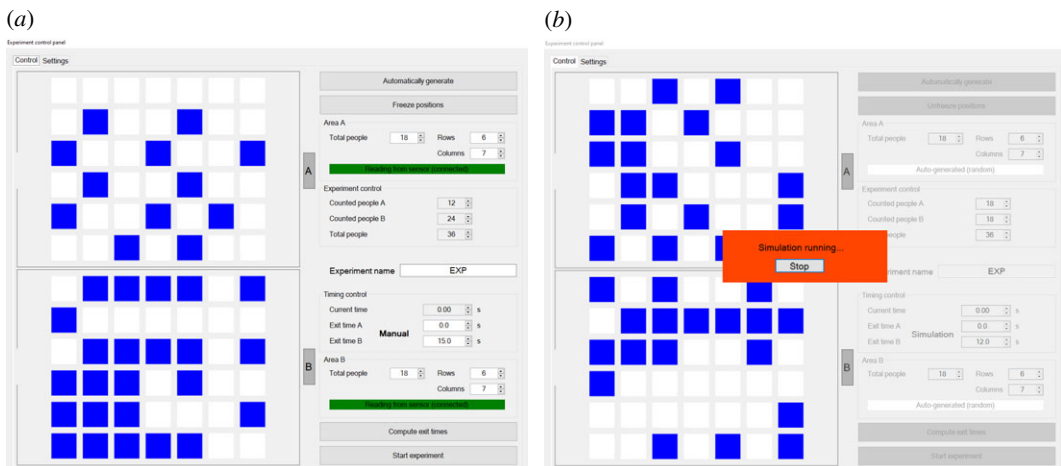 (a)
Experiment control panel
Control Settings
Automatically generate
Freeze positions
Area A
Total people 18 Rows 6
Columns 7
Reading from sensor (connected)
A
Experiment control
Counted people A 12
Counted people B 24
Total people 36
Experiment name EXP
Timing control
Current time 0.00 s
Exit time A 0.0 s
Manual
Exit time B 15.0 s
B
Area B
Total people 18 Rows 6
Columns 7
Reading from sensor (connected)
Compute exit times
Start experiment
(b)
Experiment control panel
Control Settings
Automatically generate
Unfreeze positions
Area A
Total people 18 Rows 6
Columns 7
Auto-generated (random)
A
Experiment control
Counted people A 18
Counted people B 18
people 36
Simulation running...
Stop
name EXP
Timing control
Current time 0.00 s
Exit time A 0.0 s
Simulation
Exit time B 12.0 s
B
Area B
Total people 18 Rows 6
Columns 7
Auto-generated (random)
Compute exit times
Start experiment